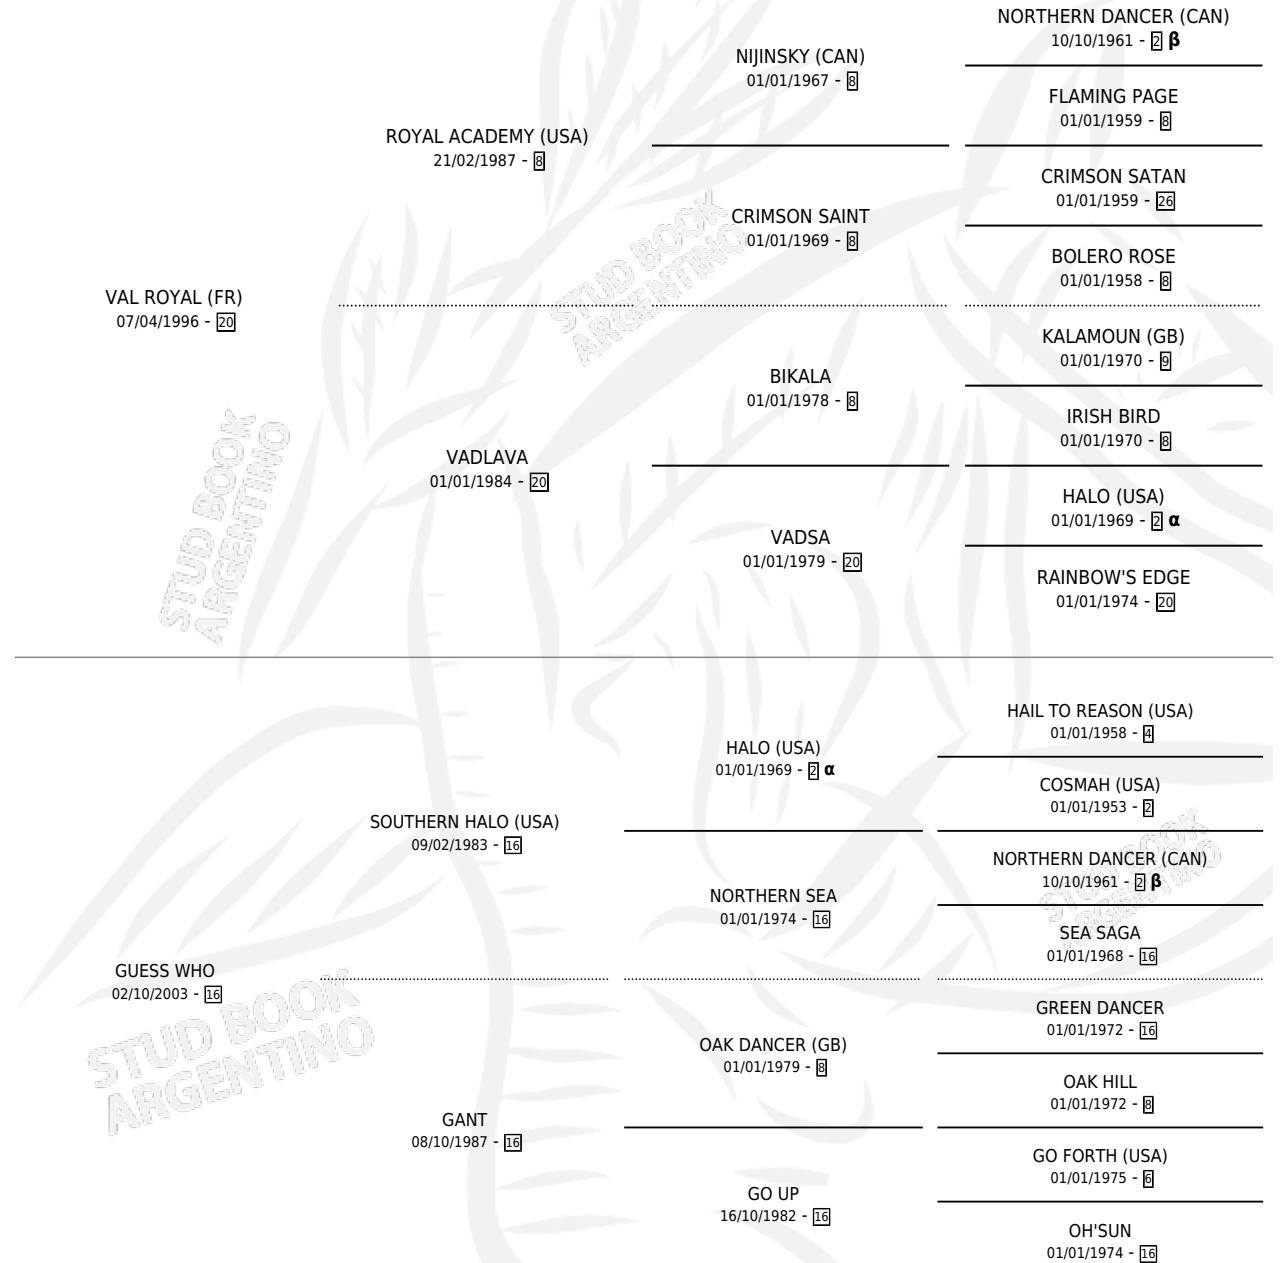 NORTHERN DANCER (CAN)
10/10/1961 - 2 β
NIJINSKY (CAN)
01/01/1967 - 8
FLAMING PAGE
01/01/1959 - 8
ROYAL ACADEMY (USA)
21/02/1987 - 8
CRIMSON SATAN
01/01/1959 - 26
CRIMSON SAINT
01/01/1969 - 8
BOLERO ROSE
01/01/1958 - 8
VAL ROYAL (FR)
07/04/1996 - 20
KALAMOUN (GB)
01/01/1970 - 9
BIKALA
01/01/1978 - 8
IRISH BIRD
01/01/1970 - 8
VADLAVA
01/01/1984 - 20
HALO (USA)
01/01/1969 - 2 α
VADSA
01/01/1979 - 20
RAINBOW'S EDGE
01/01/1974 - 20
HAIL TO REASON (USA)
01/01/1958 - 4
HALO (USA)
01/01/1969 - 2 α
COSMAH (USA)
01/01/1953 - 2
SOUTHERN HALO (USA)
09/02/1983 - 16
NORTHERN DANCER (CAN)
10/10/1961 - 2 β
NORTHERN SEA
01/01/1974 - 16
SEA SAGA
01/01/1968 - 16
GUESS WHO
02/10/2003 - 16
GREEN DANCER
01/01/1972 - 16
OAK DANCER (GB)
01/01/1979 - 8
OAK HILL
01/01/1972 - 8
GANT
08/10/1987 - 16
GO FORTH (USA)
01/01/1975 - 6
GO UP
16/10/1982 - 16
OH'SUN
01/01/1974 - 16
STUD BOOK
ARGENTINO
STUD BOOK
ARGENTINO
STUD BOOK
ARGENTINO
STUD BOOK
ARGENTINO